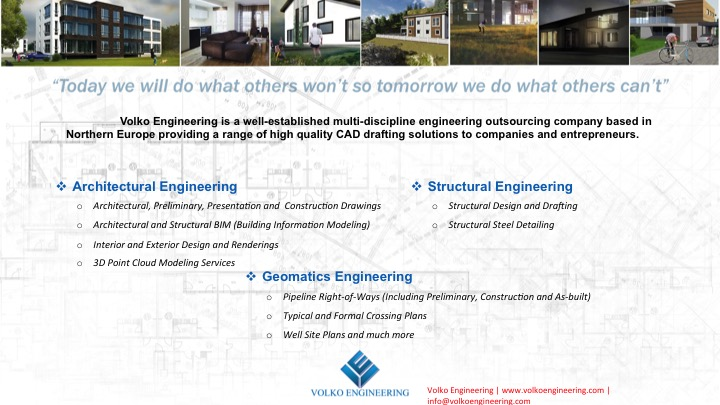 “Today we will do what others won’t so tomorrow we do what others can’t”
Volko Engineering is a well-established multi-discipline engineering outsourcing company based in
Northern Europe providing a range of high quality CAD drafting solutions to companies and entrepreneurs.
❖ Architectural Engineering
o Architectural, Preliminary, Presentation and Construction Drawings
o Architectural and Structural BIM (Building Information Modeling)
o Interior and Exterior Design and Renderings
o 3D Point Cloud Modeling Services
❖ Structural Engineering
o Structural Design and Drafting
o Structural Steel Detailing
❖ Geomatics Engineering
o Pipeline Right-of-Ways (Including Preliminary, Construction and As-built)
o Typical and Formal Crossing Plans
o Well Site Plans and much more
VOLKO ENGINEERING
Volko Engineering | www.volkoengineering.com |
info@volkoengineering.com